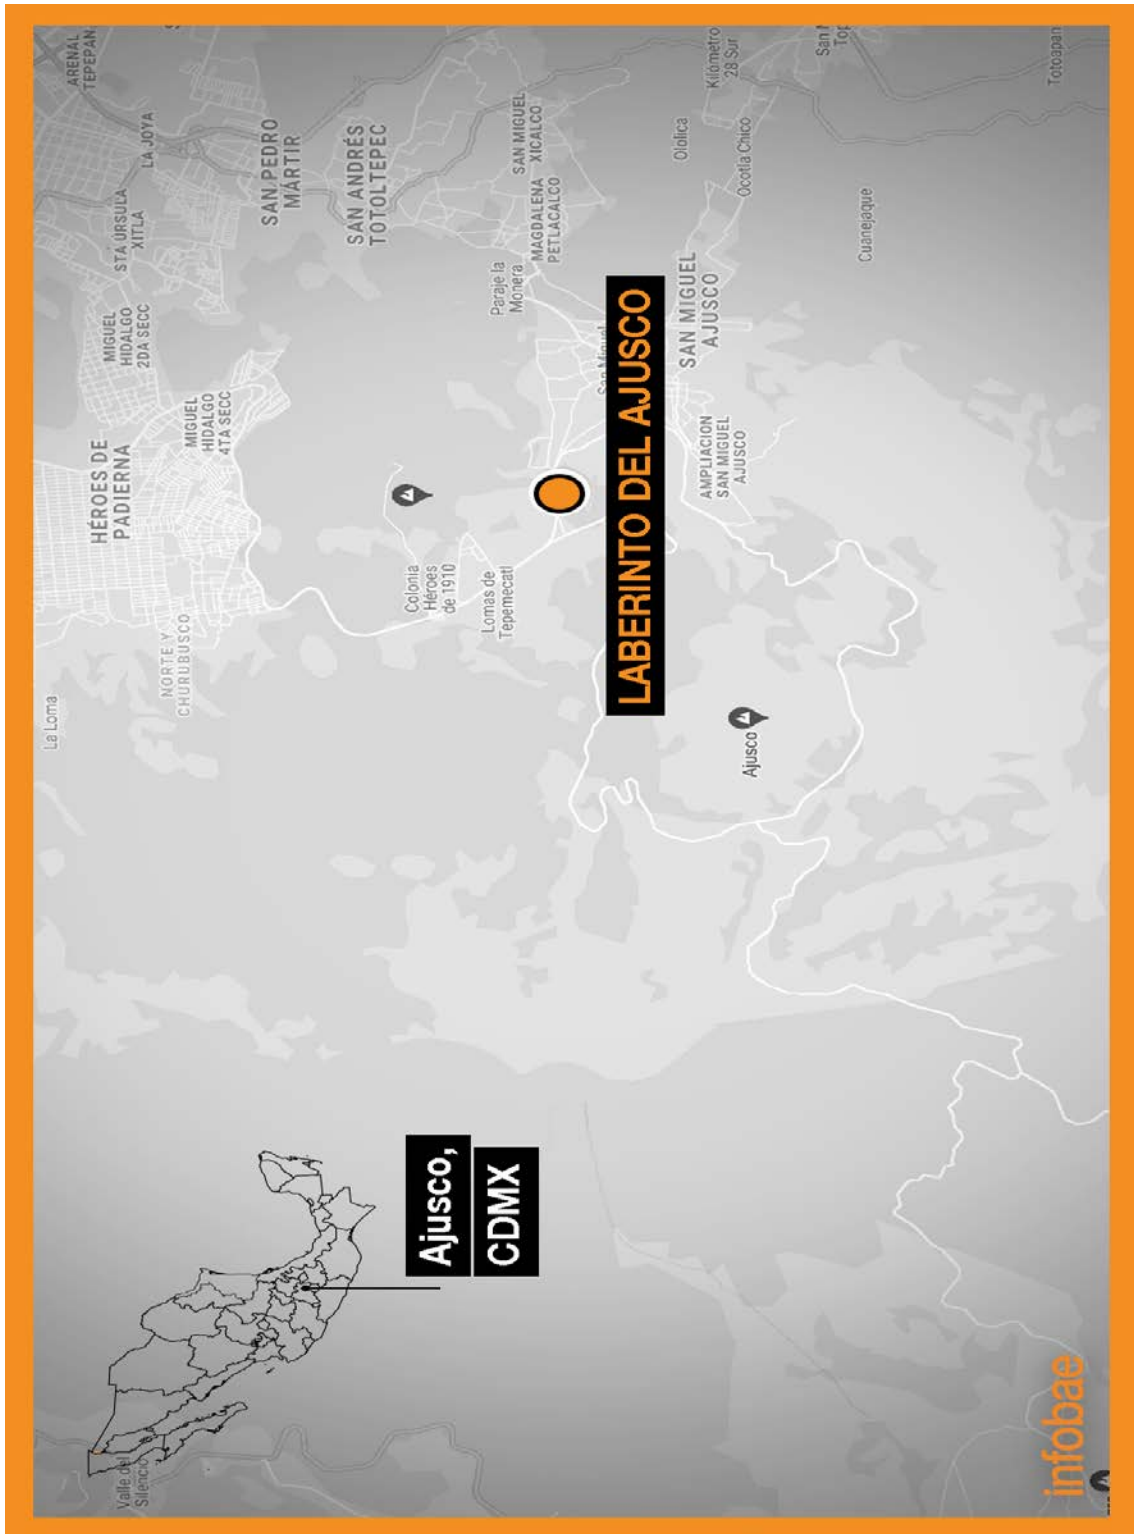 Valle del
Silencio
La Loma
ARENAL
TEPEPAN
MIGUEL
HIDALGO
2DA SECC
STA ÚRSULA
XITLA
LA JOYA
HÉROES DE
PADIERNA
NORTE Y
CHURUBUSCO
MIGUEL
HIDALGO
4TA SECC
SAN PEDRO
MÁRTIR
SAN ANDRÉS
TOTOLTEPEC
Ajusco,
CDMX
Colonia
Héroes
de 1910
Lomas de
Tepemecatl
Paraje la
Monera
SAN MIGUEL
XICALCO
MAGDALENA
PETLACALCO
San Miguel
LABERINTO DEL AJUSCO
SAN MIGUEL
AJUSCO
Ololica
Kilómetro
28 Sur
Ocotla Chico
AMPLIACION
SAN MIGUEL
AJUSCO
Ajusco
Cuanejaque
Totoapan
infobae